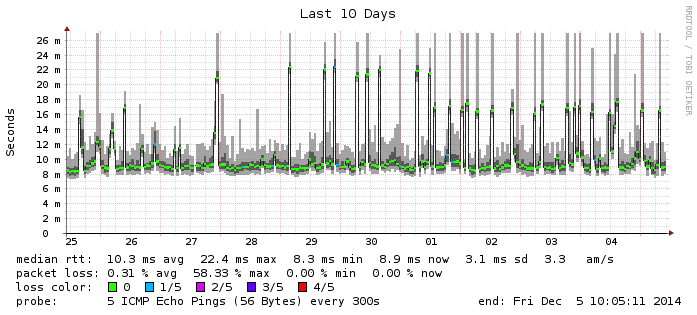 Last 10 Days
RRDTOOL / TOBI OETIKER
Seconds
26 m
24 m
22 m
20 m
18 m
16 m
14 m
12 m
10 m
8 m
6 m
4 m
2 m
0
25 26 27 28 29 30 01 02 03 04
median rtt: 10.3 ms avg 22.4 ms max 8.3 ms min 8.9 ms now 3.1 ms sd 3.3 am/s
packet loss: 0.31 % avg 58.33 % max 0.00 % min 0.00 % now
loss color: 0 1/5 2/5 3/5 4/5
probe: 5 ICMP Echo Pings (56 Bytes) every 300s end: Fri Dec 5 10:05:11 2014